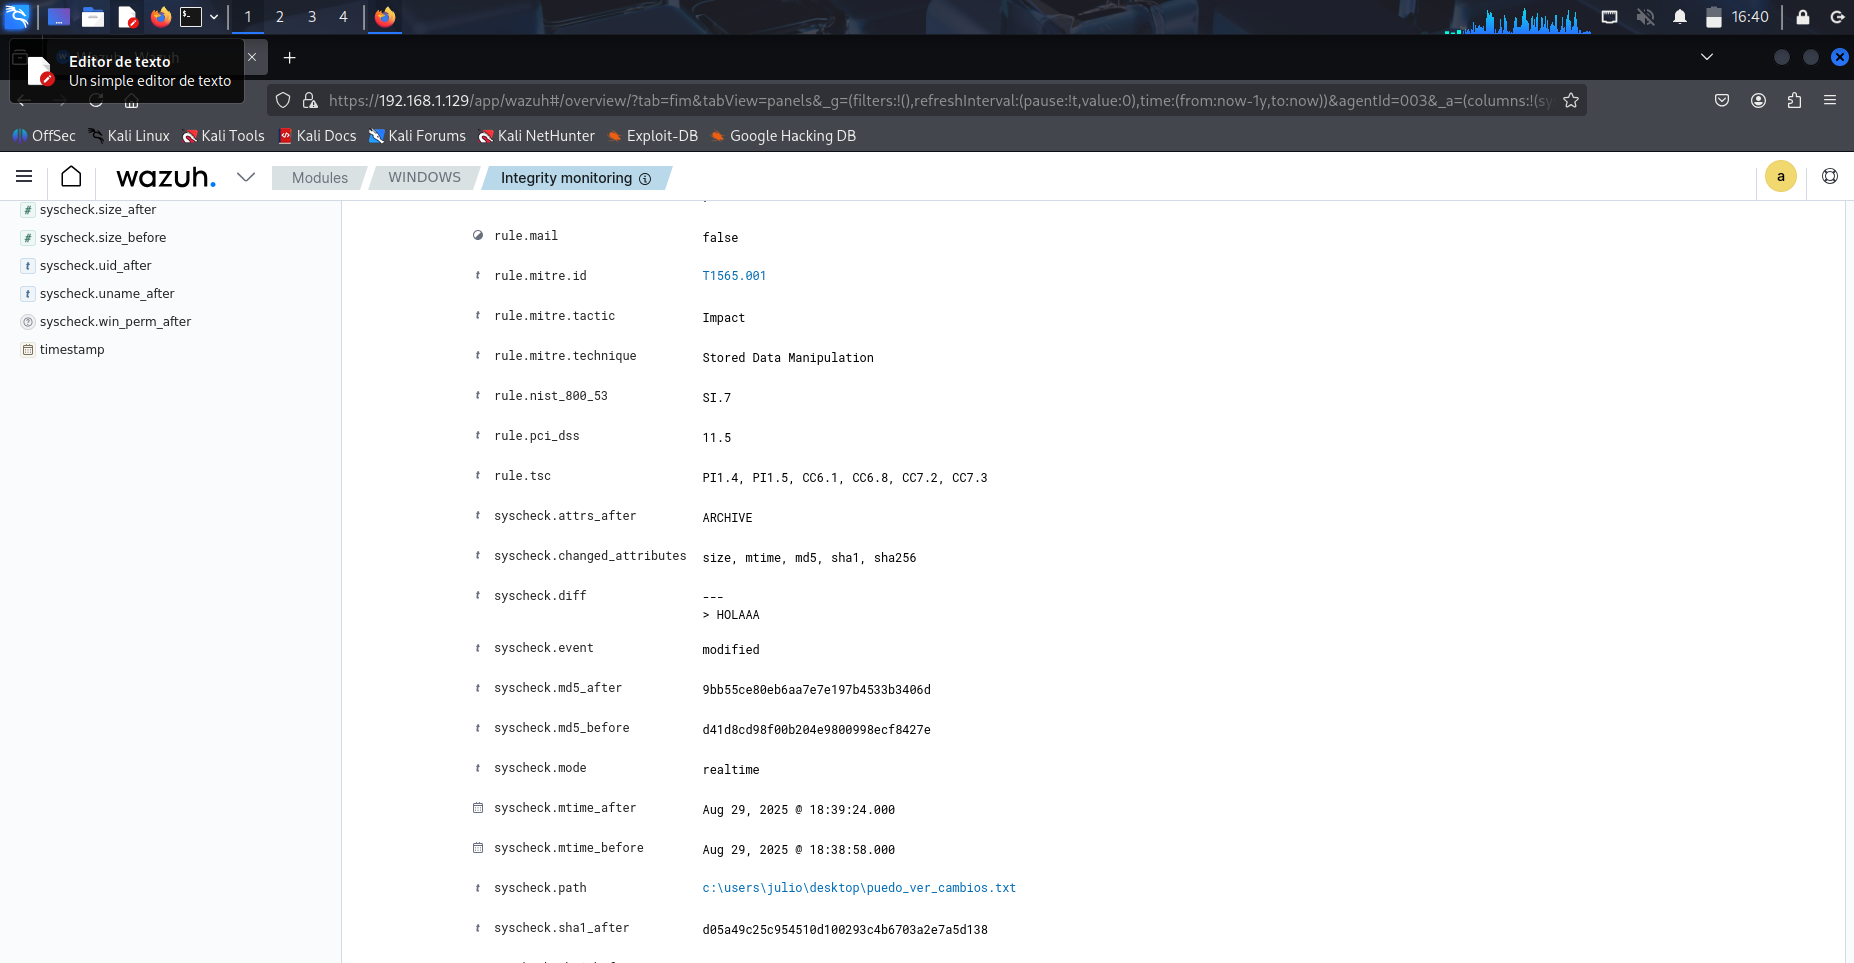 1 2 3 4
16:40
Editor de texto
Un simple editor de texto
https://192.168.1.129/app/wazuh#/overview/?tab=fim&tabView=panels&_g=(filters:!(),refreshInterval:(pause:!t,value:0),time:(from:now-1y,to:now))&agentId=003&_a=(columns:!(sy
OffSec Kali Linux Kali Tools Kali Docs Kali Forums Kali NetHunter Exploit-DB Google Hacking DB
wazuh. Modules WINDOWS Integrity monitoring a
# syscheck.size_after
# syscheck.size_before
t syscheck.uid_after
t syscheck.uname_after
syscheck.win_perm_after
timestamp
rule.mail false
t rule.mitre.id T1565.001
t rule.mitre.tactic Impact
t rule.mitre.technique Stored Data Manipulation
t rule.nist_800_53 SI.7
t rule.pci_dss 11.5
t rule.tsc PI1.4, PI1.5, CC6.1, CC6.8, CC7.2, CC7.3
t syscheck.attrs_after ARCHIVE
t syscheck.changed_attributes size, mtime, md5, sha1, sha256
t syscheck.diff ---
> HOLAAA
t syscheck.event modified
t syscheck.md5_after 9bb55ce80eb6aa7e7e197b4533b3406d
t syscheck.md5_before d41d8cd98f00b204e9800998ecf8427e
t syscheck.mode realtime
syscheck.mtime_after Aug 29, 2025 @ 18:39:24.000
syscheck.mtime_before Aug 29, 2025 @ 18:38:58.000
t syscheck.path c:\users\julio\desktop\puedo_ver_cambios.txt
t syscheck.sha1_after d05a49c25c954510d100293c4b6703a2e7a5d138